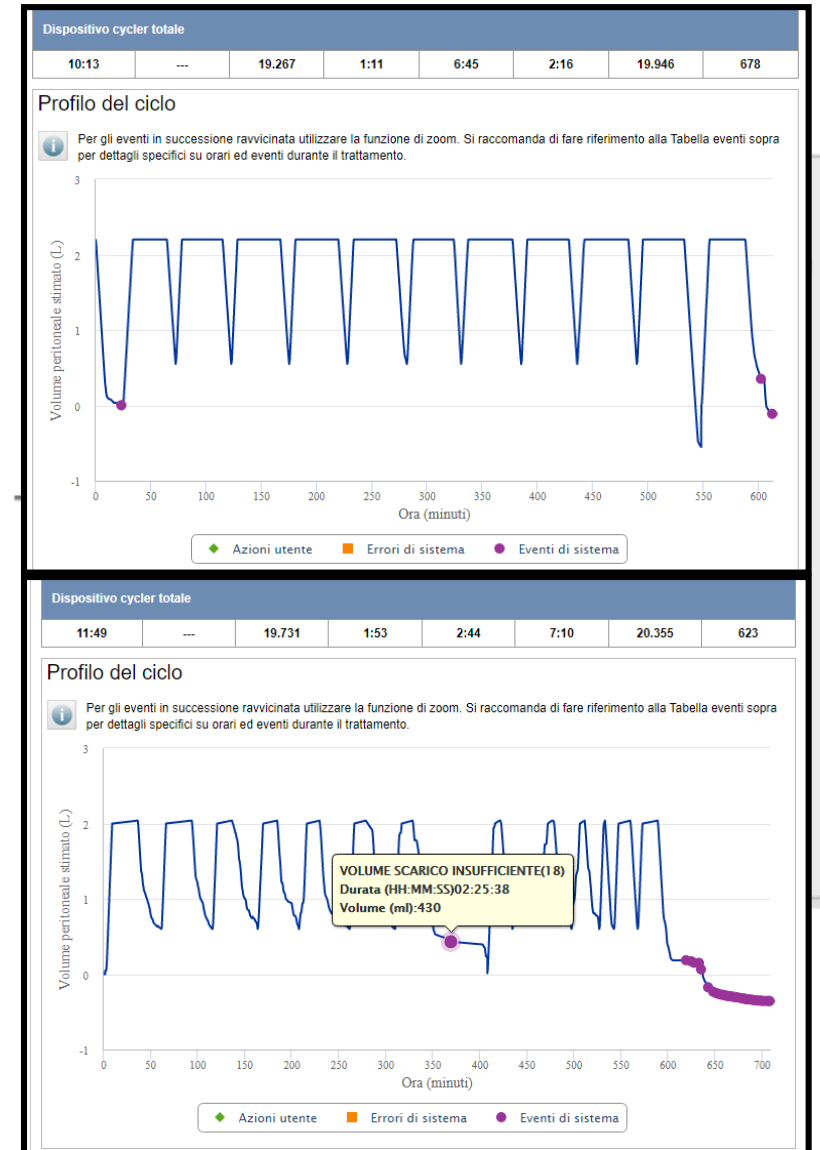 Dispositivo cycler totale
10:13 --- 19.267 1:11 6:45 2:16 19.946 678
Profilo del ciclo
Per gli eventi in successione ravvicinata utilizzare la funzione di zoom. Si raccomanda di fare riferimento alla Tabella eventi sopra
per dettagli specifici su orari ed eventi durante il trattamento.
3
2
1
0
-1
Volume peritoneale stimato (L)
0 50 100 150 200 250 300 350 400 450 500 550 600
Ora (minuti)
Azioni utente Errori di sistema Eventi di sistema
Dispositivo cycler totale
11:49 --- 19.731 1:53 2:44 7:10 20.355 623
Profilo del ciclo
Per gli eventi in successione ravvicinata utilizzare la funzione di zoom. Si raccomanda di fare riferimento alla Tabella eventi sopra
per dettagli specifici su orari ed eventi durante il trattamento.
3
2
1
0
-1
Volume peritoneale stimato (L)
VOLUME SCARICO INSUFFICIENTE(18)
Durata (HH:MM:SS)02:25:38
Volume (ml):430
0 50 100 150 200 250 300 350 400 450 500 550 600 650 700
Ora (minuti)
Azioni utente Errori di sistema Eventi di sistema